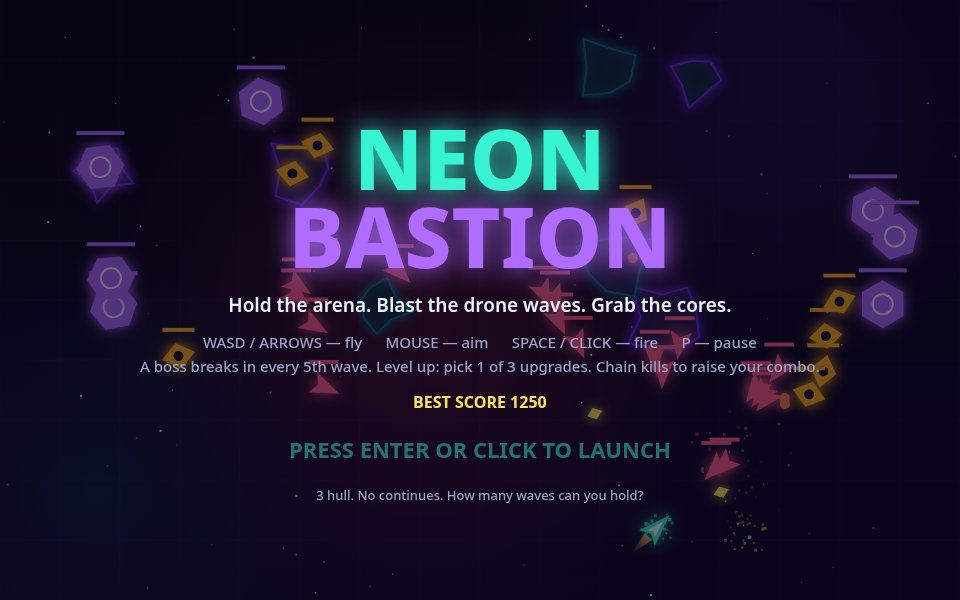 NEON
BASTION
Hold the arena. Blast the drone waves. Grab the cores.
WASD / ARROWS — fly MOUSE — aim SPACE / CLICK — fire P — pause
A boss breaks in every 5th wave. Level up: pick 1 of 3 upgrades. Chain kills to raise your combo.
BEST SCORE 1250
PRESS ENTER OR CLICK TO LAUNCH
3 hull. No continues. How many waves can you hold?